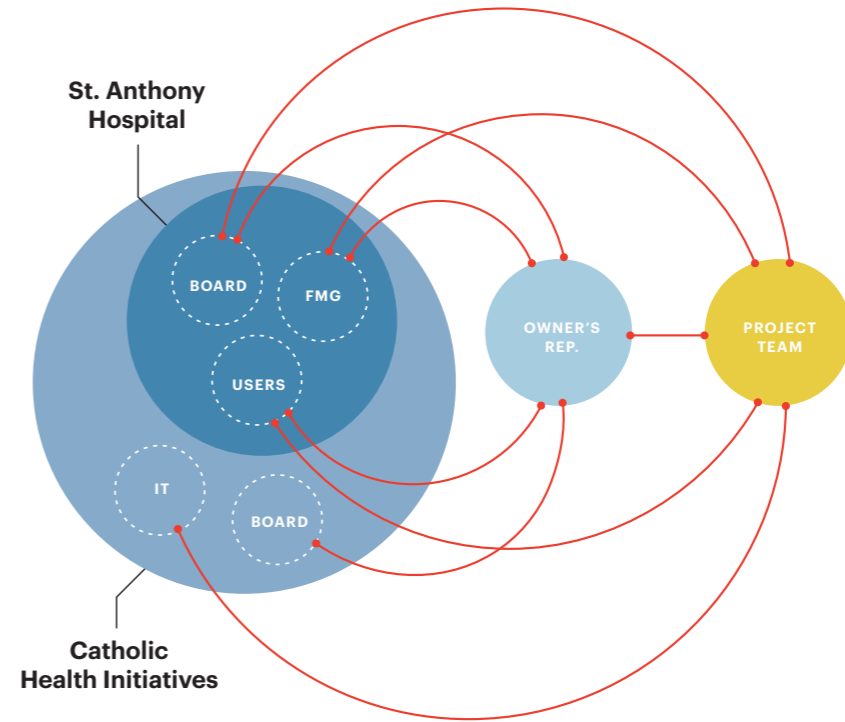 St. Anthony
Hospital
BOARD
FMG
USERS
IT
BOARD
OWNER'S
REP.
PROJECT
TEAM
Catholic
Health Initiatives